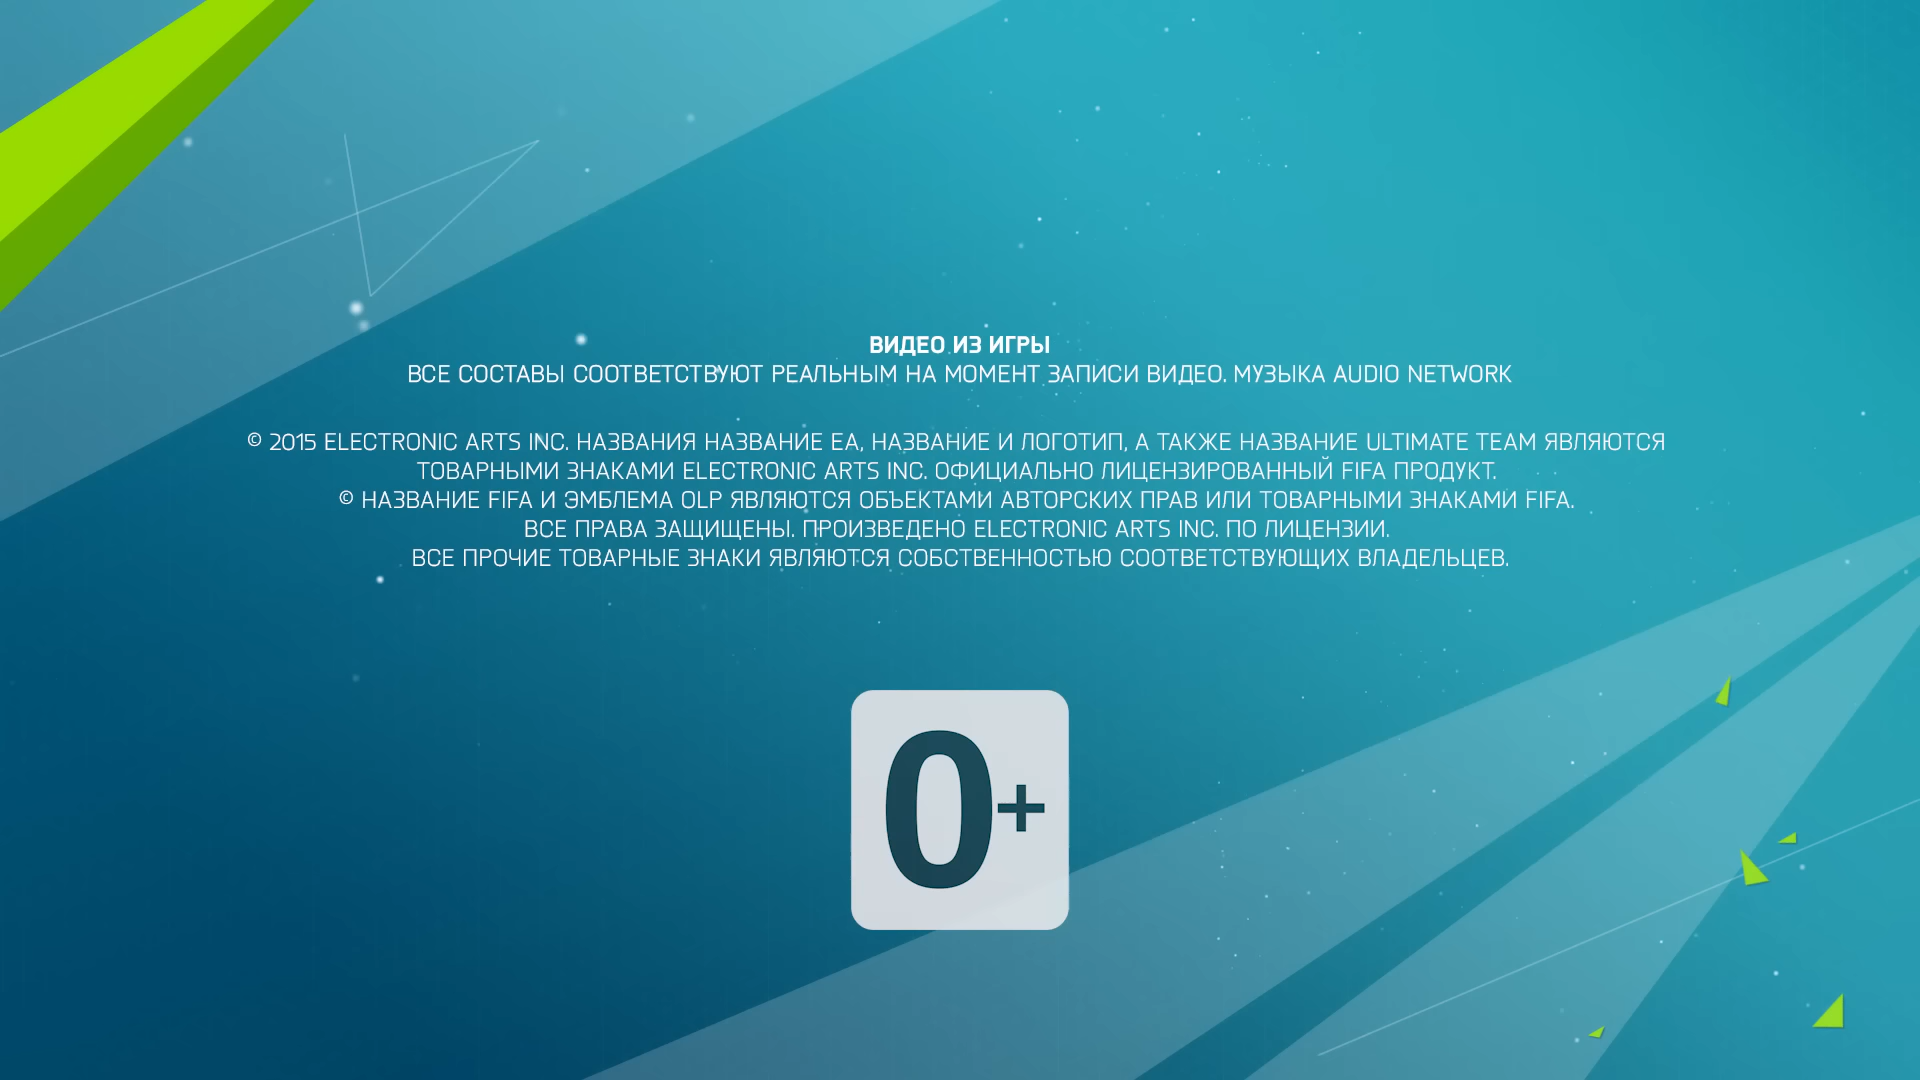 ВИДЕО ИЗ ИГРЫ
ВСЕ СОСТАВЫ СООТВЕТСТВУЮТ РЕАЛЬНЫМ НА МОМЕНТ ЗАПИСИ ВИДЕО. МУЗЫКА AUDIO NETWORK
© 2015 ELECTRONIC ARTS INC. НАЗВАНИЯ НАЗВАНИЕ EA, НАЗВАНИЕ И ЛОГОТИП, А ТАКЖЕ НАЗВАНИЕ ULTIMATE TEAM ЯВЛЯЮТСЯ
ТОВАРНЫМИ ЗНАКАМИ ELECTRONIC ARTS INC. ОФИЦИАЛЬНО ЛИЦЕНЗИРОВАННЫЙ FIFA ПРОДУКТ.
© НАЗВАНИЕ FIFA И ЭМБЛЕМА OLP ЯВЛЯЮТСЯ ОБЪЕКТАМИ АВТОРСКИХ ПРАВ ИЛИ ТОВАРНЫМИ ЗНАКАМИ FIFA.
ВСЕ ПРАВА ЗАЩИЩЕНЫ. ПРОИЗВЕДЕНО ELECTRONIC ARTS INC. ПО ЛИЦЕНЗИИ.
ВСЕ ПРОЧИЕ ТОВАРНЫЕ ЗНАКИ ЯВЛЯЮТСЯ СОБСТВЕННОСТЬЮ СООТВЕТСТВУЮЩИХ ВЛАДЕЛЬЦЕВ.
0+